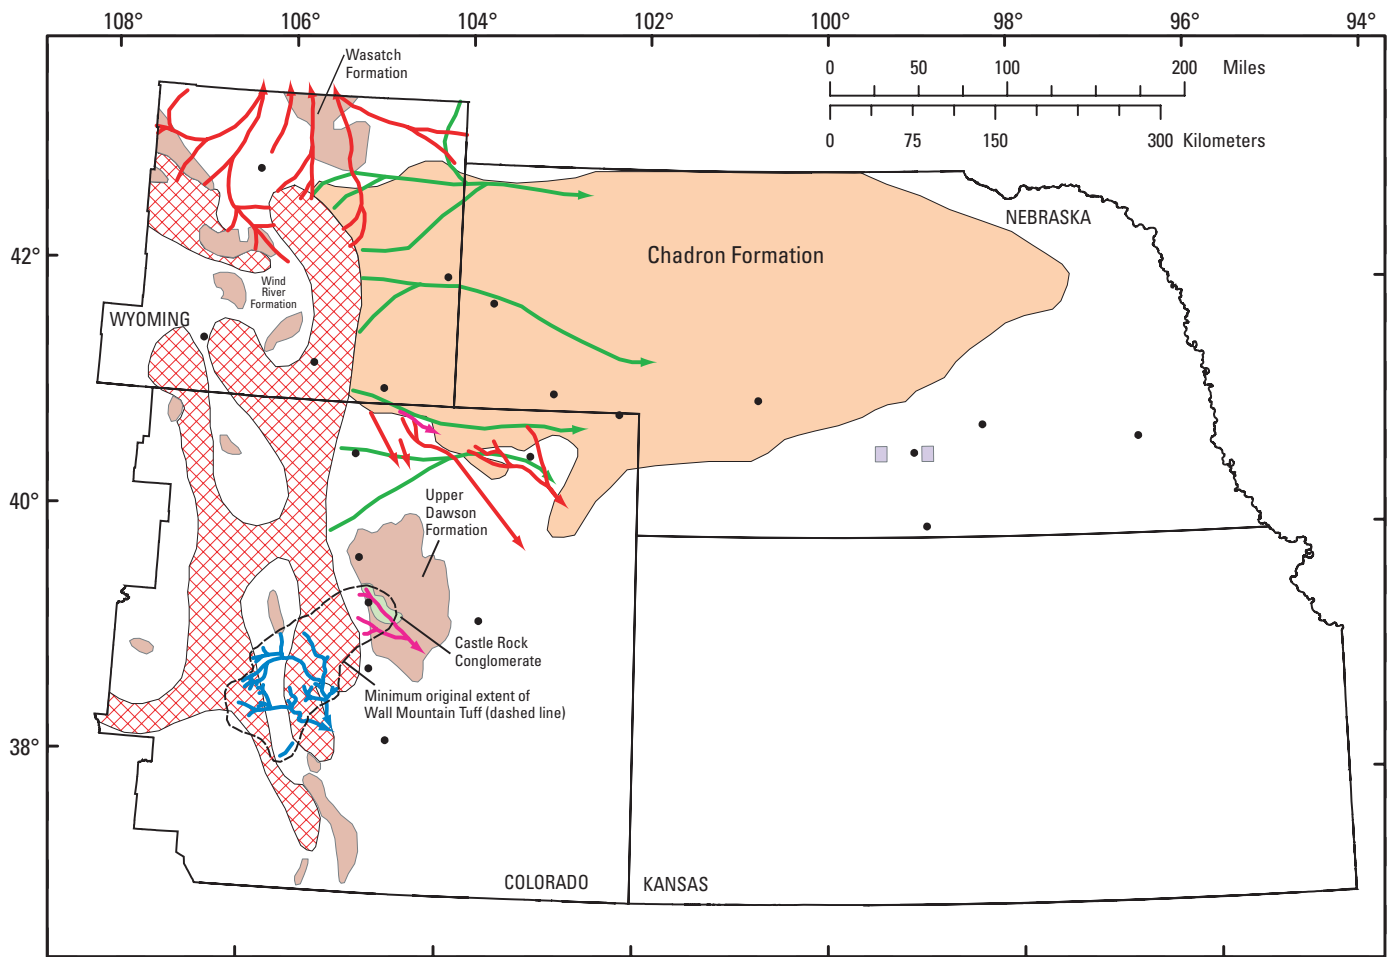 108°
106°
104°
102°
100°
98°
96°
94°
Wasatch
Formation
0
50
100
200
Miles
0
75
150
300
Kilometers
NEBRASKA
42°
Chadron Formation
Wind
River
Formation
WYOMING
40°
Upper
Dawson
Formation
Castle Rock
Conglomerate
Minimum original extent of
Wall Mountain Tuff (dashed line)
38°
COLORADO
KANSAS